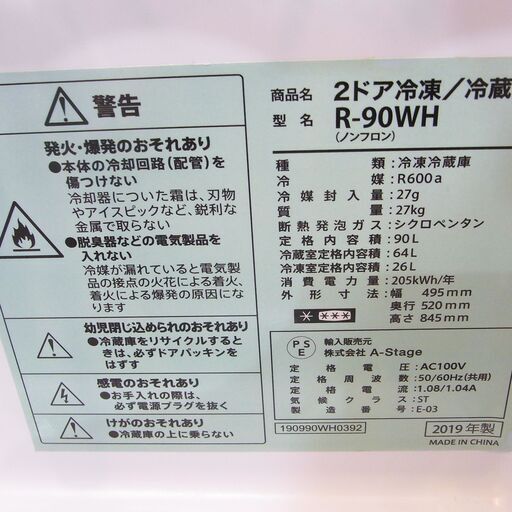 警告
発火・爆発のおそれあり
●本体の冷却回路(配管)を
傷つけない
冷却器についた霜は、刃物
やアイスピックなど、鋭利な
金属で取らない
●脱臭器などの電気製品を
入れない
冷媒が漏れていると電気製
品の接点の火花による着火、
着火による爆発の原因にな
ります。
幼児閉じ込められのおそれあり
●冷蔵庫をリサイクルすると
きは、必ずドアパッキンを
はずす
感電のおそれあり
●お手入れの際は、
必ず電源プラグを抜く
けがのおそれあり
●冷蔵庫の上に乗らない
商品名 2ドア冷凍/冷蔵
型名 R-90WH
(ノンフロン)
種類:冷凍冷蔵庫
冷媒:R600a
冷媒封入量:27g
質量:27kg
断熱発泡ガス:シクロペンタン
定格内容積:90L
冷蔵室定格内容積:64L
冷凍室定格内容積:26L
消費電力量:205kWh/年
外形寸法:幅 495mm
奥行 520mm
高さ 845mm
PSE 輸入販売元
株式会社 A-Stage
定格電圧:AC100V
定格周波数:50/60Hz(共用)
定格電流:1.08/1.04A
気候クラス:ST
製造番号:E-03
190990WH0392
2019年製
MADE IN CHINA